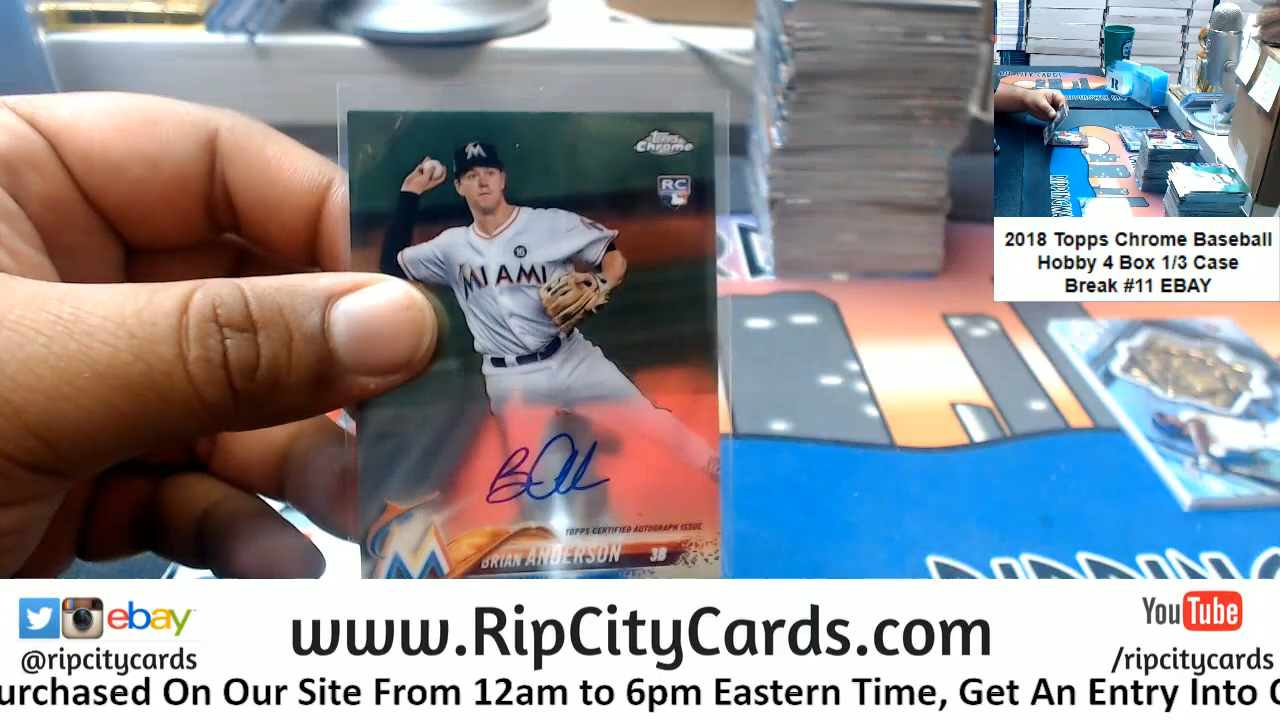 Topps
Chrome
RC
M
16
MIAMI
TOPPS CERTIFIED AUTOGRAPH ISSUE
BRIAN ANDERSON 3B
2018 Topps Chrome Baseball
Hobby 4 Box 1/3 Case
Break #11 EBAY
ebay
@ripcitycards
www.RipCityCards.com
YouTube
/ripcitycards
urchased On Our Site From 12am to 6pm Eastern Time, Get An Entry Into